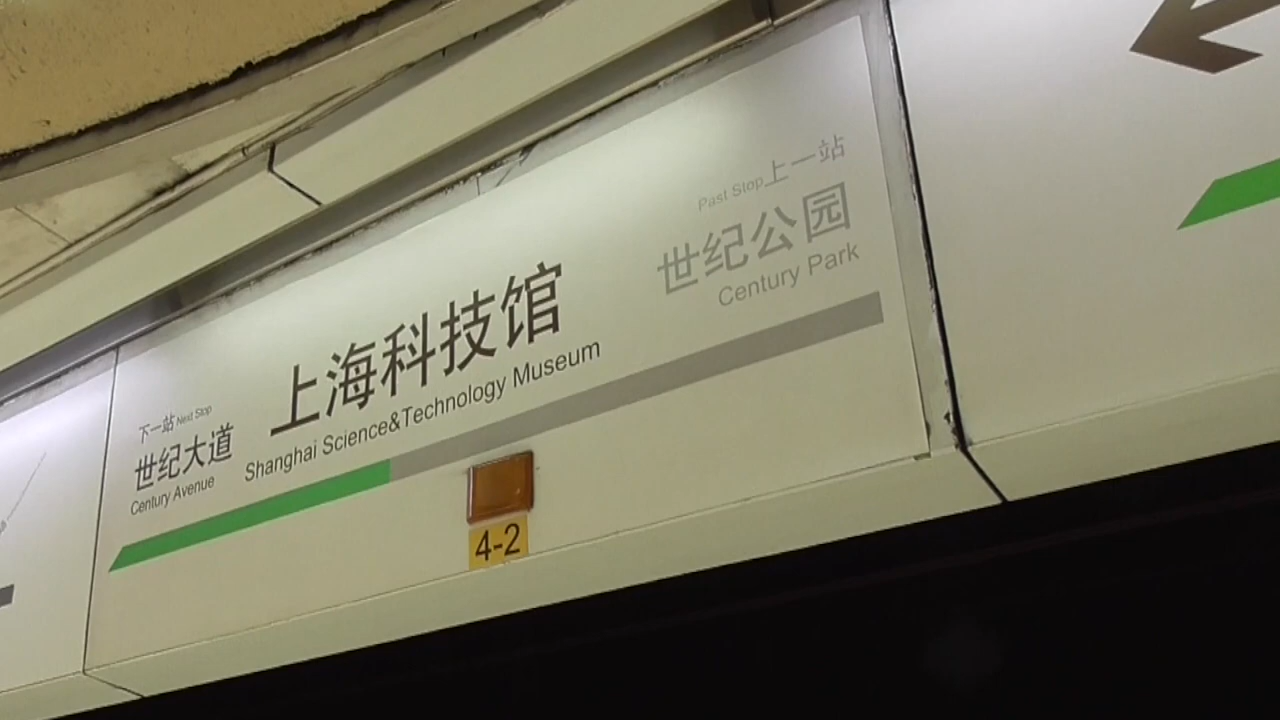 下一站 Next Stop
世纪大道
Century Avenue
上海科技馆
Shanghai Science&Technology Museum
Past Stop 上一站
世纪公园
Century Park
4-2